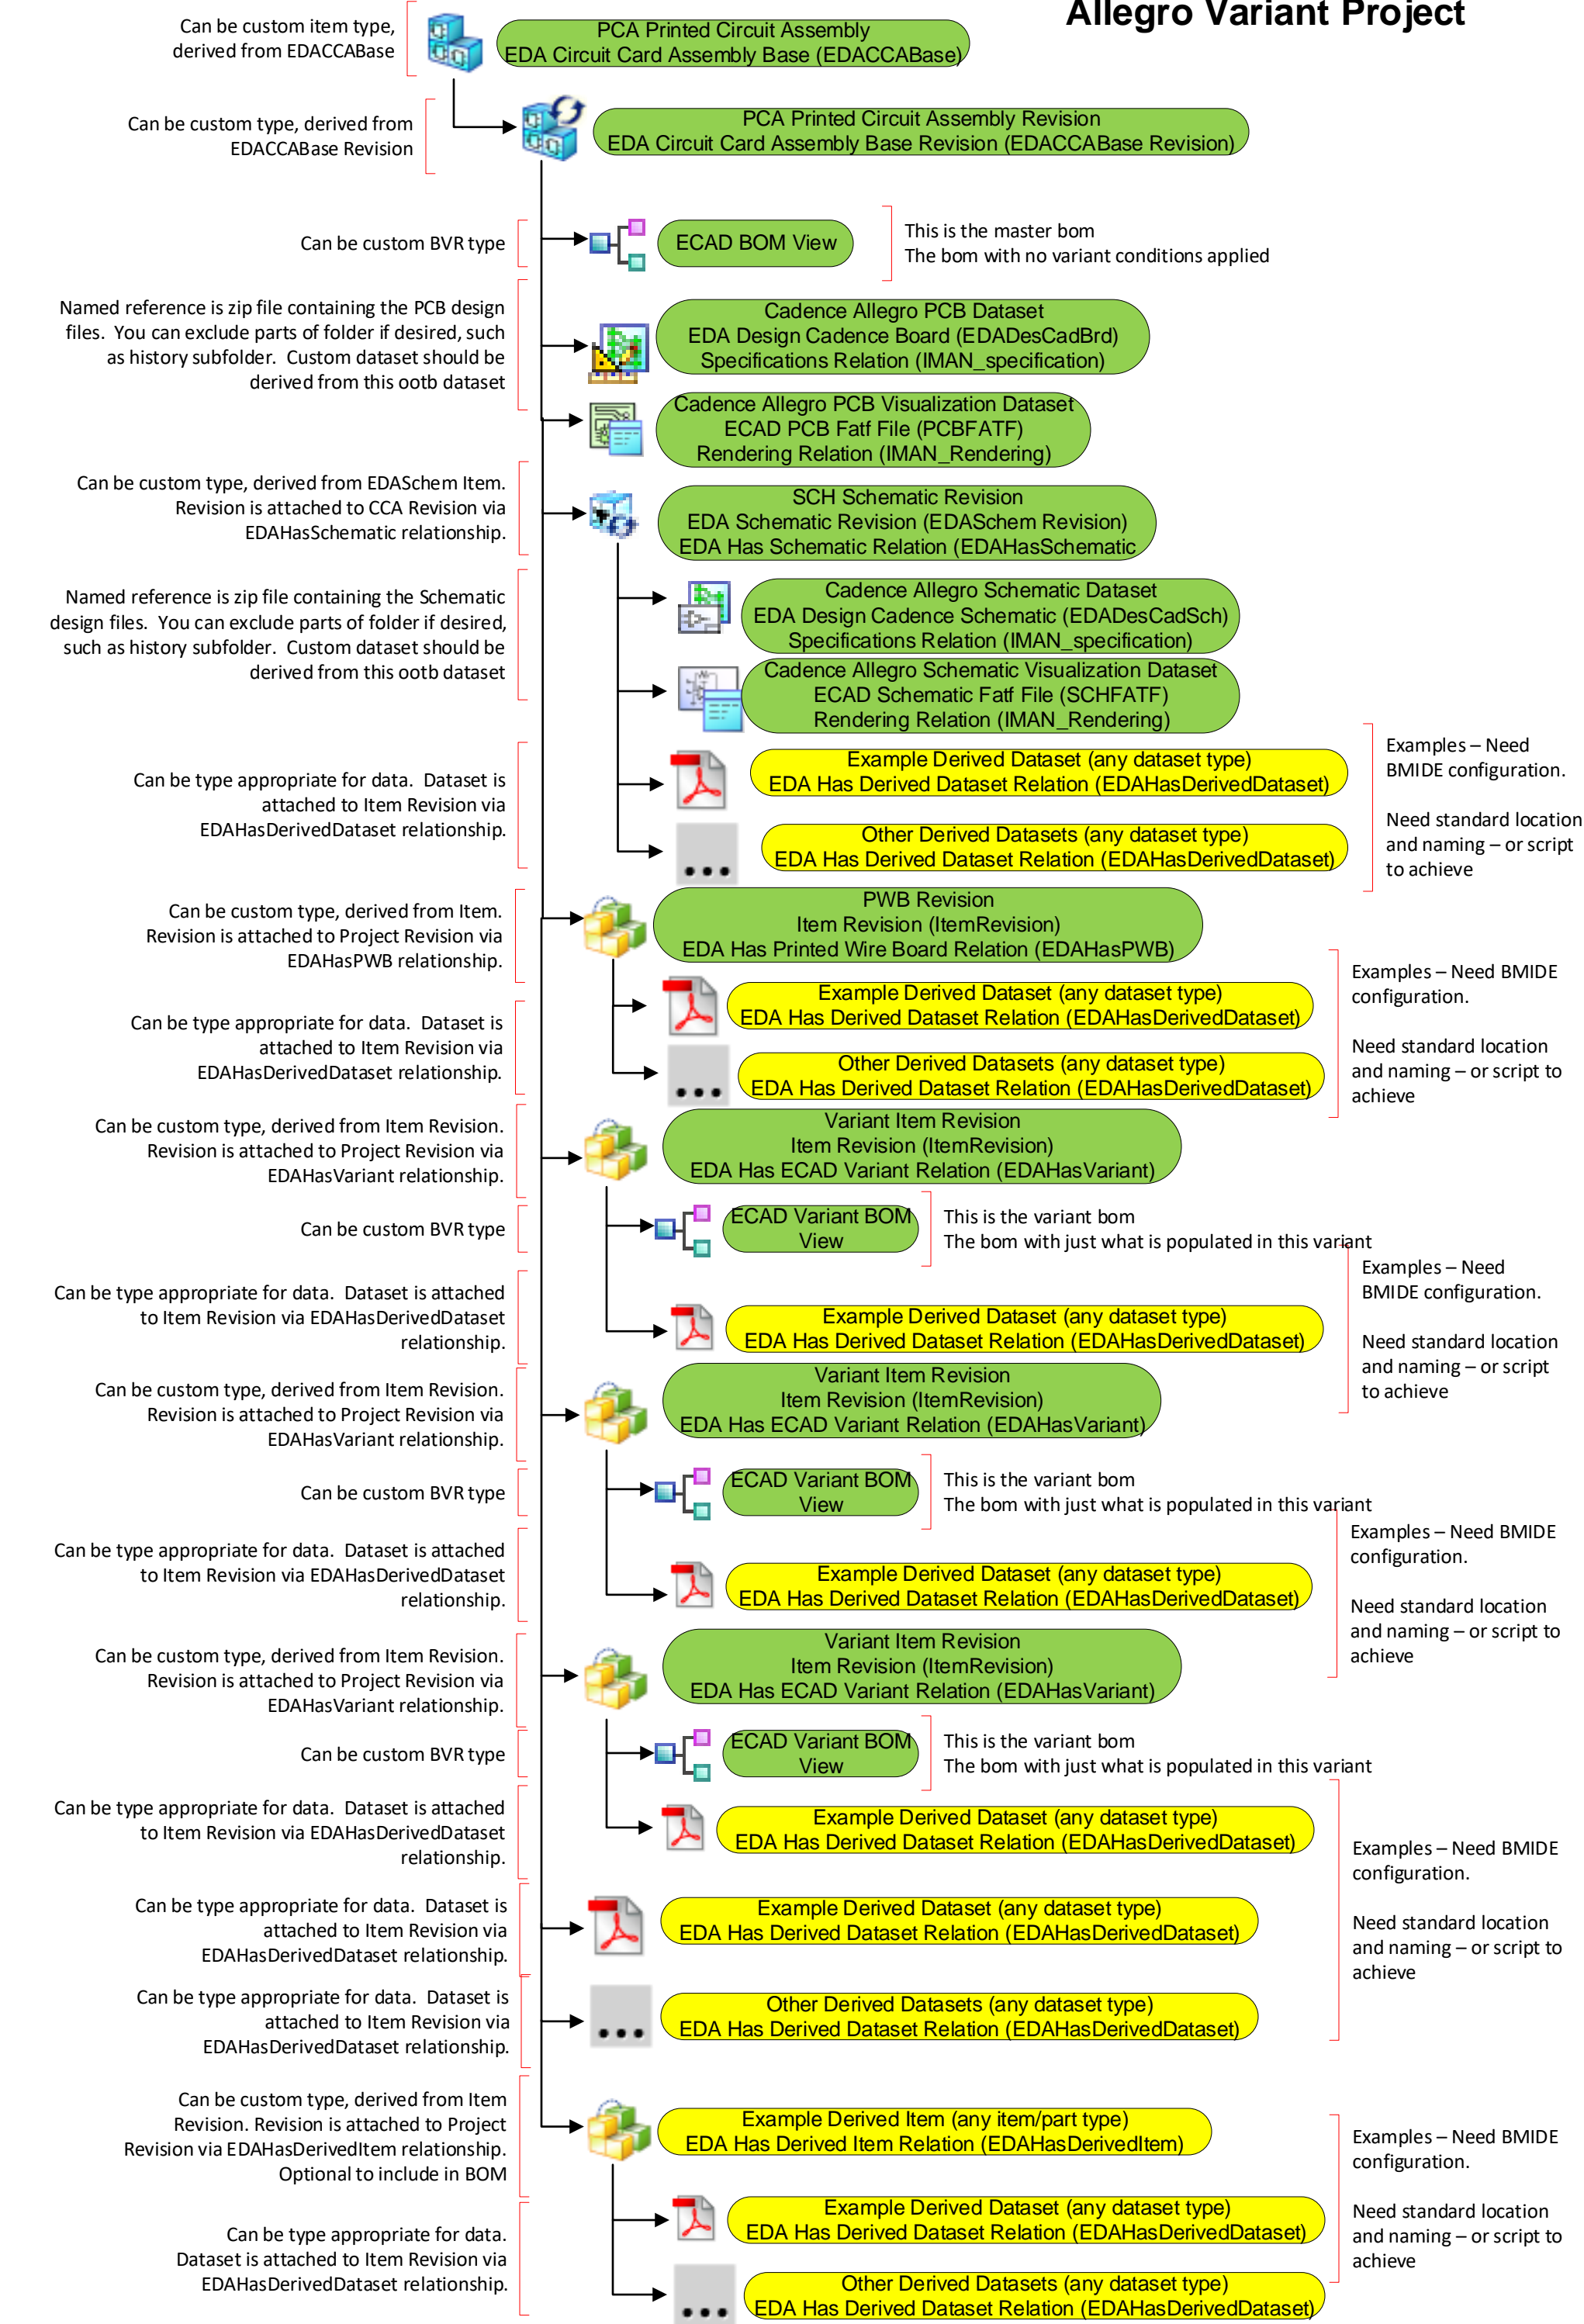 Allegro Variant Project
Can be custom item type,
derived from EDACCABase
PCA Printed Circuit Assembly
EDA Circuit Card Assembly Base (EDACCABase)
Can be custom type, derived from
EDACCABase Revision
PCA Printed Circuit Assembly Revision
EDA Circuit Card Assembly Base Revision (EDACCABase Revision)
Can be custom BVR type
ECAD BOM View
This is the master bom
The bom with no variant conditions applied
Named reference is zip file containing the PCB design
files. You can exclude parts of folder if desired, such
as history subfolder. Custom dataset should be
derived from this ootb dataset
Cadence Allegro PCB Dataset
EDA Design Cadence Board (EDADesCadBrd)
Specifications Relation (IMAN_specification)
Cadence Allegro PCB Visualization Dataset
ECAD PCB Fatf File (PCBFATF)
Rendering Relation (IMAN_Rendering)
Can be custom type, derived from EDASchem Item.
Revision is attached to CCA Revision via
EDAHasSchematic relationship.
SCH Schematic Revision
EDA Schematic Revision (EDASchem Revision)
EDA Has Schematic Relation (EDAHasSchematic
Named reference is zip file containing the Schematic
design files. You can exclude parts of folder if desired,
such as history subfolder. Custom dataset should be
derived from this ootb dataset
Cadence Allegro Schematic Dataset
EDA Design Cadence Schematic (EDADesCadSch)
Specifications Relation (IMAN_specification)
Cadence Allegro Schematic Visualization Dataset
ECAD Schematic Fatf File (SCHFATF)
Rendering Relation (IMAN_Rendering)
Can be type appropriate for data. Dataset is
attached to Item Revision via
EDAHasDerivedDataset relationship.
Example Derived Dataset (any dataset type)
EDA Has Derived Dataset Relation (EDAHasDerivedDataset)
Other Derived Datasets (any dataset type)
EDA Has Derived Dataset Relation (EDAHasDerivedDataset)
Examples – Need
BMIDE configuration.
Need standard location
and naming – or script
to achieve
Can be custom type, derived from Item.
Revision is attached to Project Revision via
EDAHasPWB relationship.
PWB Revision
Item Revision (ItemRevision)
EDA Has Printed Wire Board Relation (EDAHasPWB)
Can be type appropriate for data. Dataset is
attached to Item Revision via
EDAHasDerivedDataset relationship.
Example Derived Dataset (any dataset type)
EDA Has Derived Dataset Relation (EDAHasDerivedDataset)
Other Derived Datasets (any dataset type)
EDA Has Derived Dataset Relation (EDAHasDerivedDataset)
Examples – Need BMIDE
configuration.
Need standard location
and naming – or script to
achieve
Can be custom type, derived from Item Revision.
Revision is attached to Project Revision via
EDAHasVariant relationship.
Variant Item Revision
Item Revision (ItemRevision)
EDA Has ECAD Variant Relation (EDAHasVariant)
Can be custom BVR type
ECAD Variant BOM
View
This is the variant bom
The bom with just what is populated in this variant
Can be type appropriate for data. Dataset is attached
to Item Revision via EDAHasDerivedDataset
relationship.
Example Derived Dataset (any dataset type)
EDA Has Derived Dataset Relation (EDAHasDerivedDataset)
Examples – Need
BMIDE configuration.
Need standard location
and naming – or script
to achieve
Can be custom type, derived from Item Revision.
Revision is attached to Project Revision via
EDAHasVariant relationship.
Variant Item Revision
Item Revision (ItemRevision)
EDA Has ECAD Variant Relation (EDAHasVariant)
Can be custom BVR type
ECAD Variant BOM
View
This is the variant bom
The bom with just what is populated in this variant
Can be type appropriate for data. Dataset is attached
to Item Revision via EDAHasDerivedDataset
relationship.
Example Derived Dataset (any dataset type)
EDA Has Derived Dataset Relation (EDAHasDerivedDataset)
Examples – Need BMIDE
configuration.
Need standard location
and naming – or script to
achieve
Can be custom type, derived from Item Revision.
Revision is attached to Project Revision via
EDAHasVariant relationship.
Variant Item Revision
Item Revision (ItemRevision)
EDA Has ECAD Variant Relation (EDAHasVariant)
Can be custom BVR type
ECAD Variant BOM
View
This is the variant bom
The bom with just what is populated in this variant
Can be type appropriate for data. Dataset is attached
to Item Revision via EDAHasDerivedDataset
relationship.
Example Derived Dataset (any dataset type)
EDA Has Derived Dataset Relation (EDAHasDerivedDataset)
Examples – Need BMIDE
configuration.
Need standard location
and naming – or script to
achieve
Can be type appropriate for data. Dataset is
attached to Item Revision via
EDAHasDerivedDataset relationship.
Example Derived Dataset (any dataset type)
EDA Has Derived Dataset Relation (EDAHasDerivedDataset)
Can be type appropriate for data. Dataset is
attached to Item Revision via
EDAHasDerivedDataset relationship.
Other Derived Datasets (any dataset type)
EDA Has Derived Dataset Relation (EDAHasDerivedDataset)
Can be custom type, derived from Item
Revision. Revision is attached to Project
Revision via EDAHasDerivedItem relationship.
Optional to include in BOM
Example Derived Item (any item/part type)
EDA Has Derived Item Relation (EDAHasDerivedItem)
Examples – Need BMIDE
configuration.
Need standard location
and naming – or script to
achieve
Can be type appropriate for data.
Dataset is attached to Item Revision via
EDAHasDerivedDataset relationship.
Example Derived Dataset (any dataset type)
EDA Has Derived Dataset Relation (EDAHasDerivedDataset)
Other Derived Datasets (any dataset type)
EDA Has Derived Dataset Relation (EDAHasDerivedDataset)